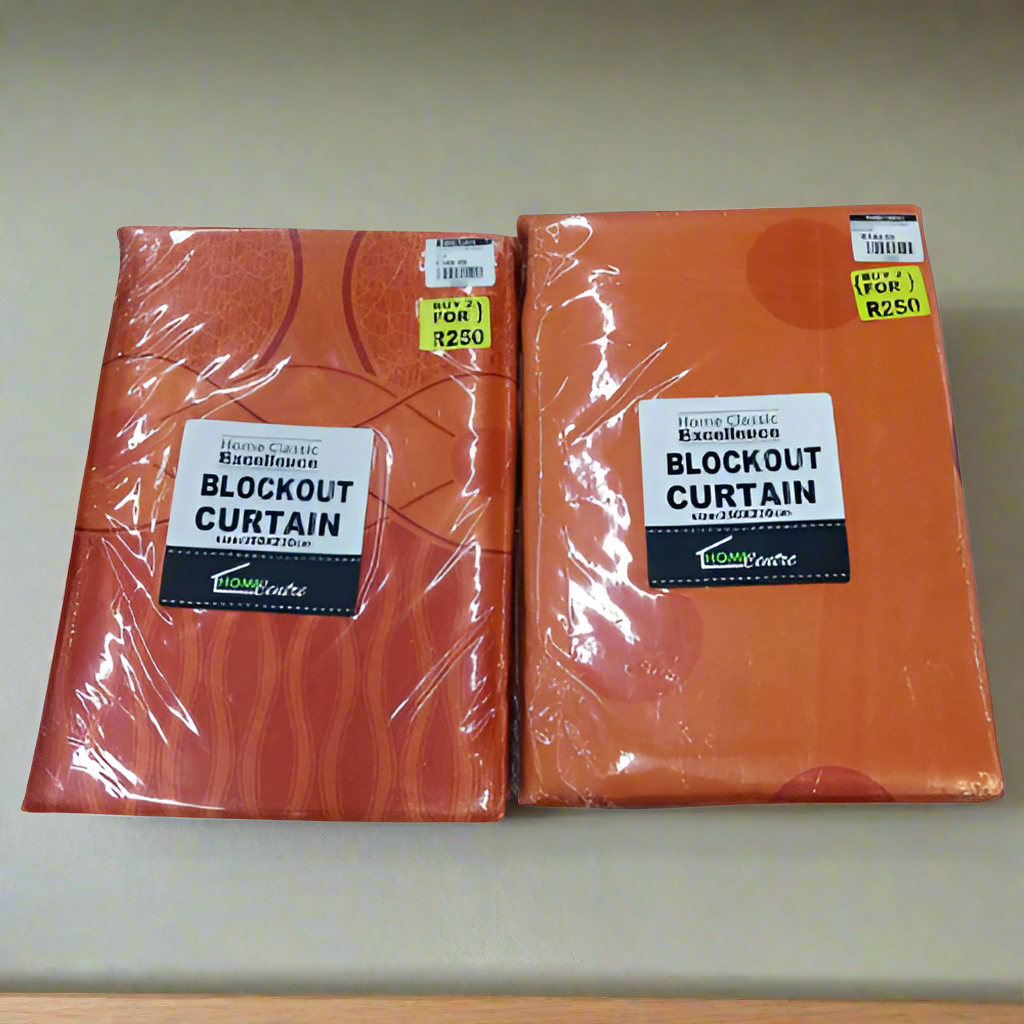 BUY 2
FOR )
R250
Home Classic
Excellence
BLOCKOUT
CURTAIN
HOME Centre
BUY 2
{FOR )
R250
Home Classic
Excellence
BLOCKOUT
CURTAIN
HOME Centre